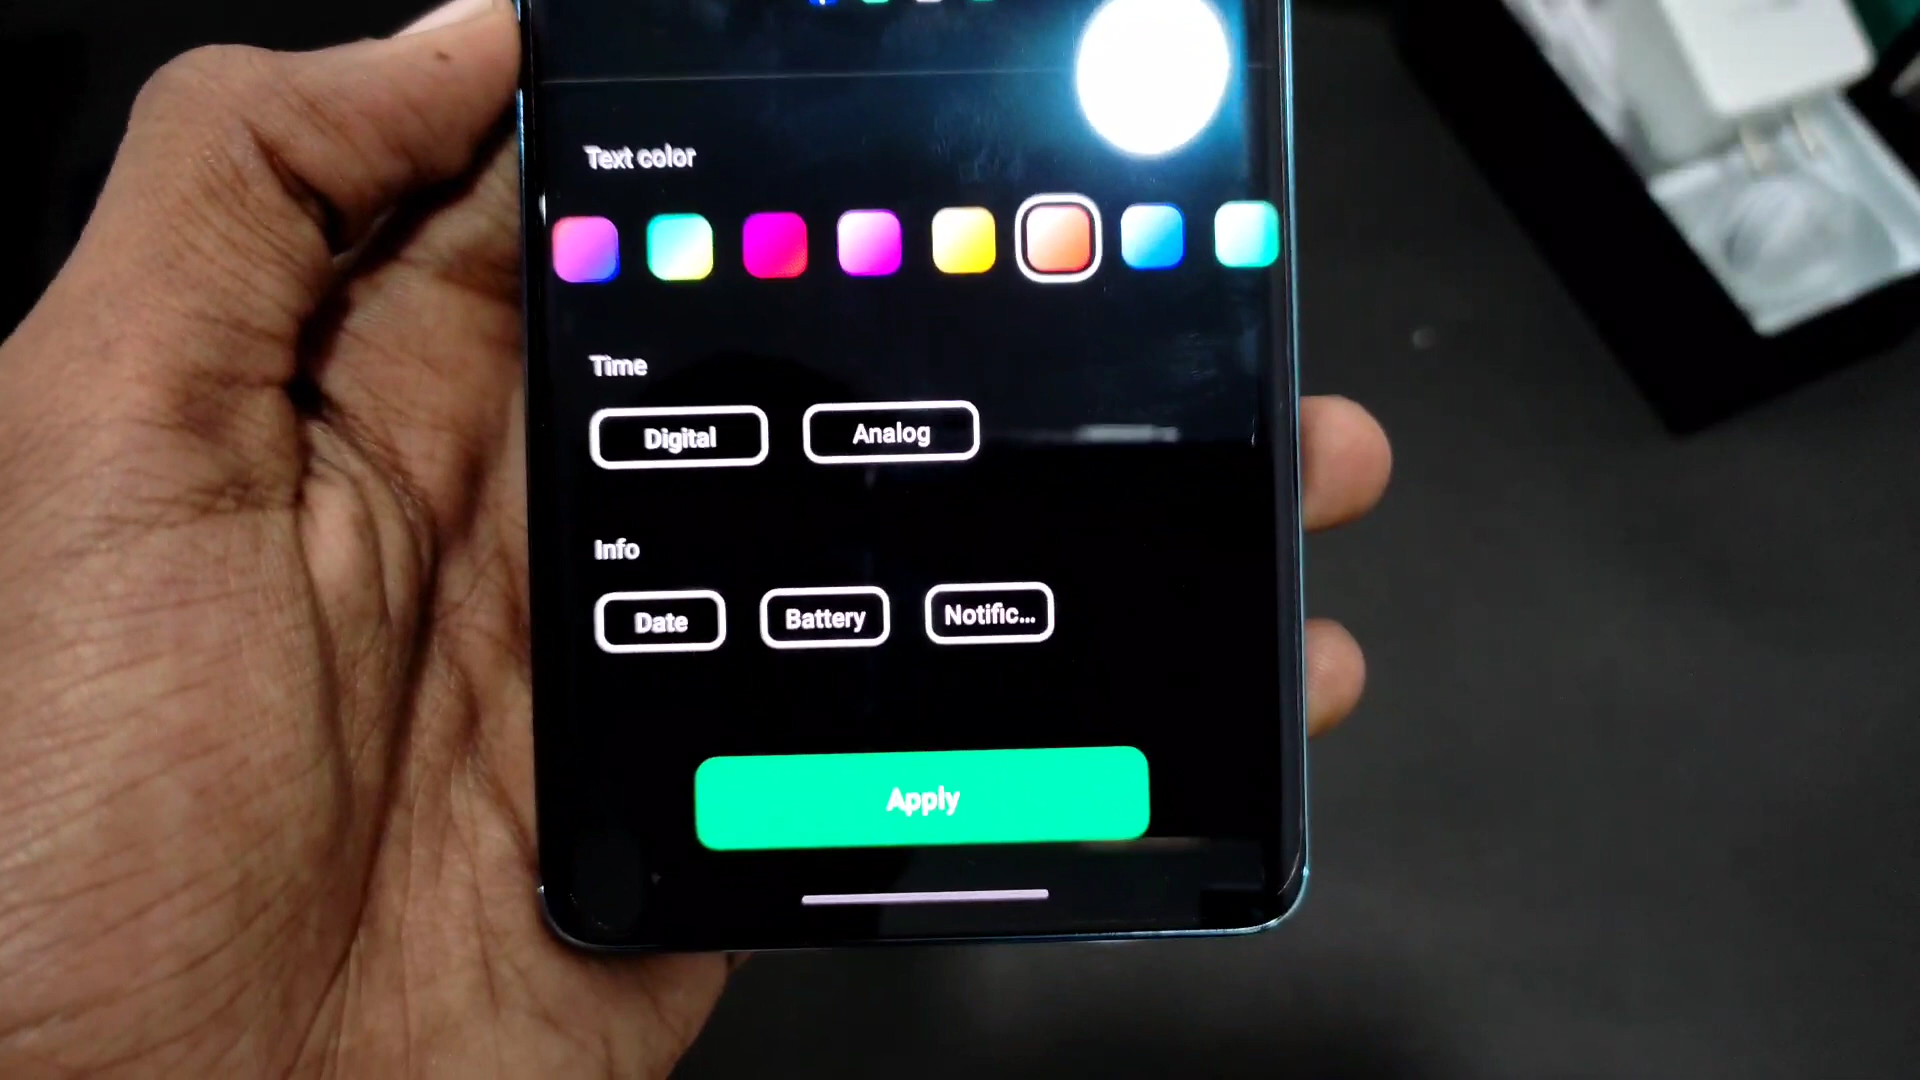 Text color
Time
Digital Analog
Info
Date Battery Notific...
Apply